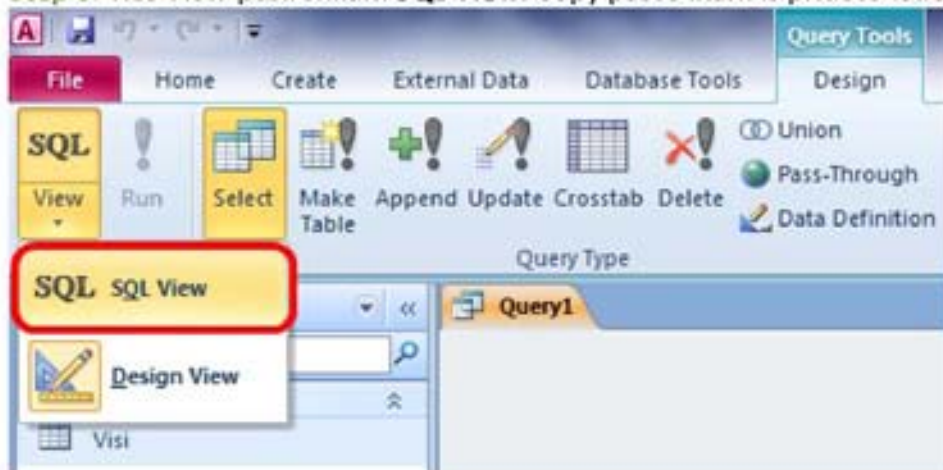 A
Query Tools
File Home Create External Data Database Tools Design
SQL View
Run
Select
Make Table
Append
Update
Crosstab
Delete
Union
Pass-Through
Data Definition
Query Type
SQL SQL View
Query1
Design View
Visi